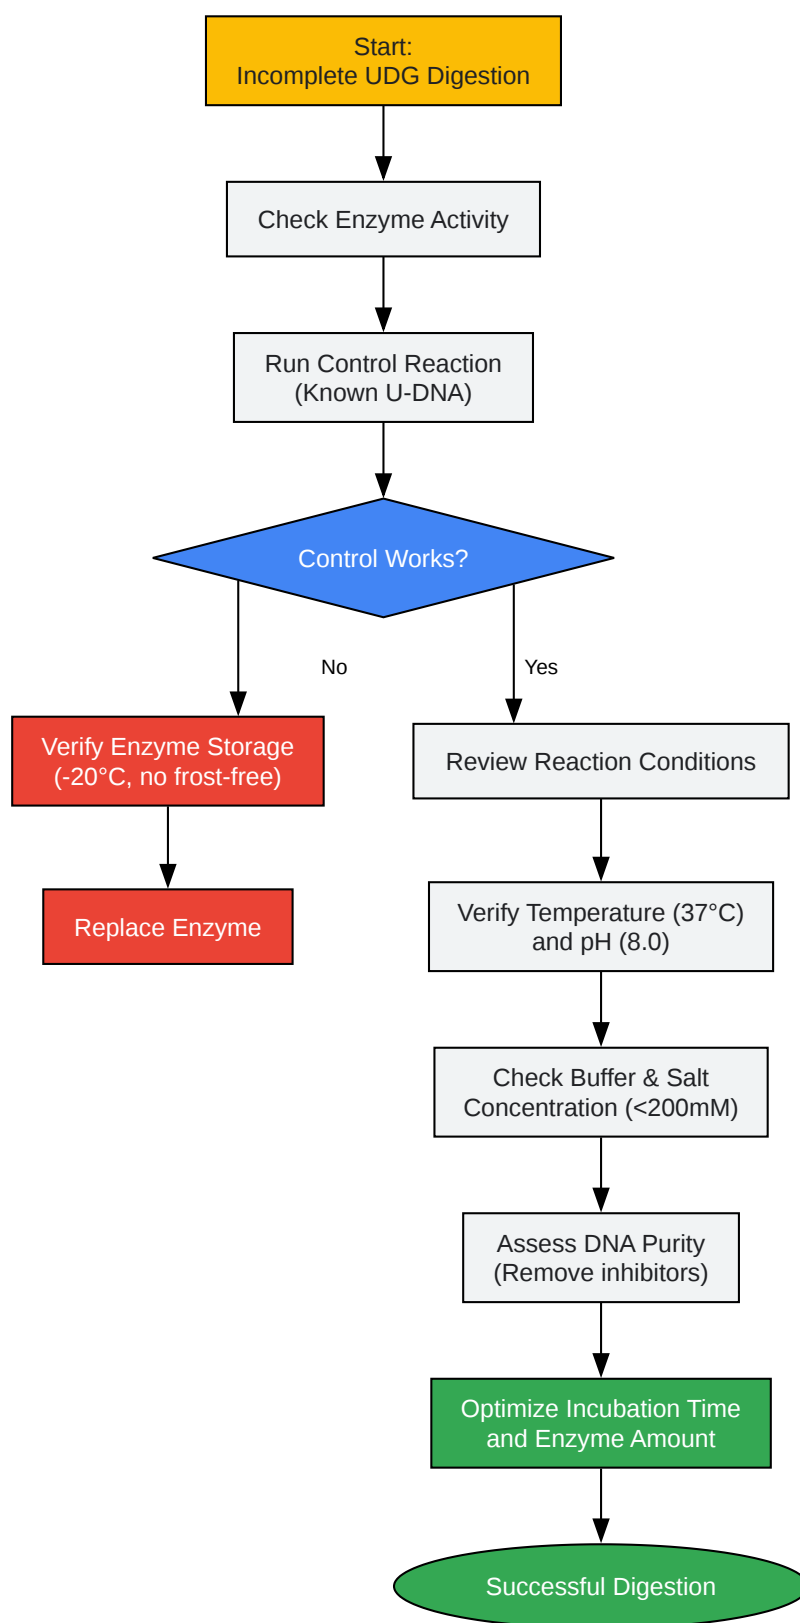 Start:
Incomplete UDG Digestion
Check Enzyme Activity
Run Control Reaction
(Known U-DNA)
Control Works?
No
Yes
Verify Enzyme Storage
(-20°C, no frost-free)
Review Reaction Conditions
Replace Enzyme
Verify Temperature (37°C)
and pH (8.0)
Check Buffer & Salt
Concentration (<200mM)
Assess DNA Purity
(Remove inhibitors)
Optimize Incubation Time
and Enzyme Amount
Successful Digestion